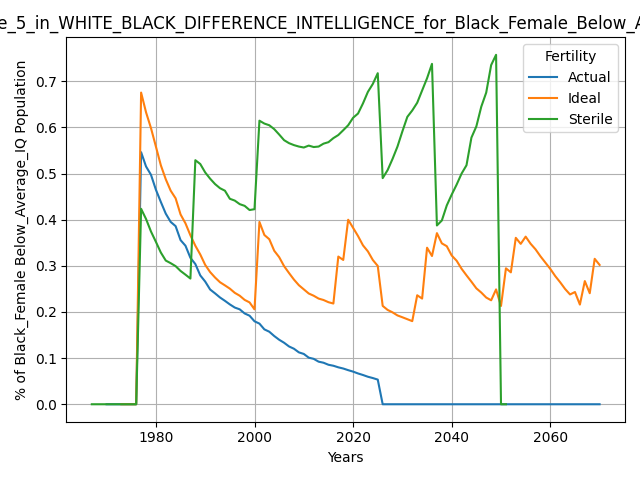 e_5_in_WHITE_BLACK_DIFFERENCE_INTELLIGENCE_for_Black_Female_Below_A
% of Black_Female Below_Average_IQ Population
0.7
0.6
0.5
0.4
0.3
0.2
0.1
0.0
1980
2000
2020
2040
2060
Years
Fertility
Actual
Ideal
Sterile